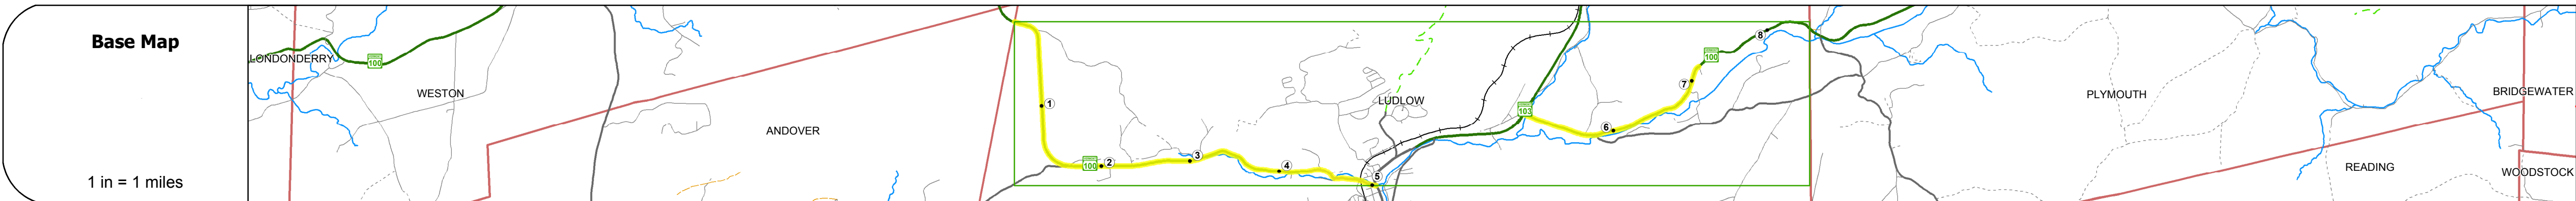 Base Map
1 in = 1 miles
LONDONDERRY
100
WESTON
ANDOVER
1
100
2
3
4
5
LUDLOW
103
6
7
100
8
PLYMOUTH
BRIDGEWATER
READING
WOODSTOCK